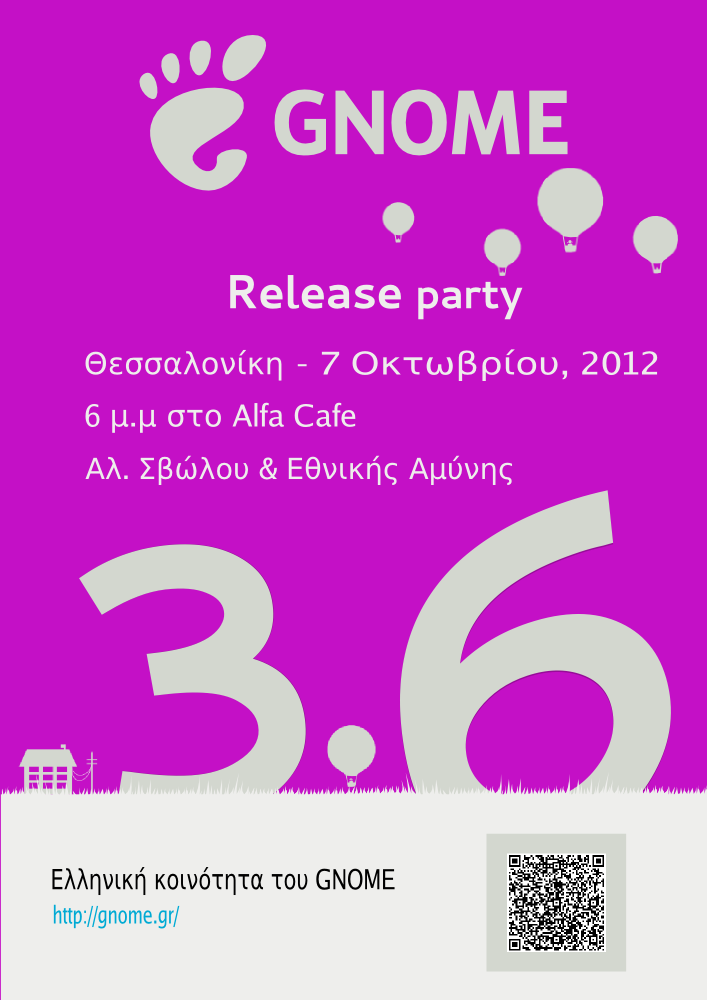 GNOME
Release party
Θεσσαλονίκη - 7 Οκτωβρίου, 2012
6 μ.μ στο Alfa Cafe
Αλ. Σβώλου & Εθνικής Αμύνης
3.6
Ελληνική κοινότητα του GNOME
http://gnome.gr/